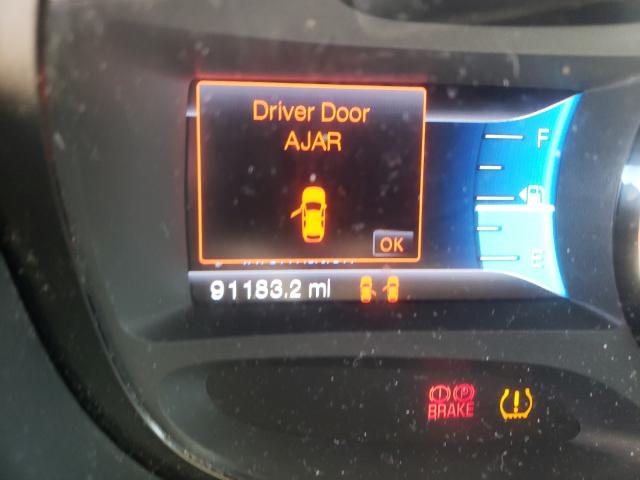 Driver Door
AJAR
OK
F
E
91183.2 mi
BRAKE